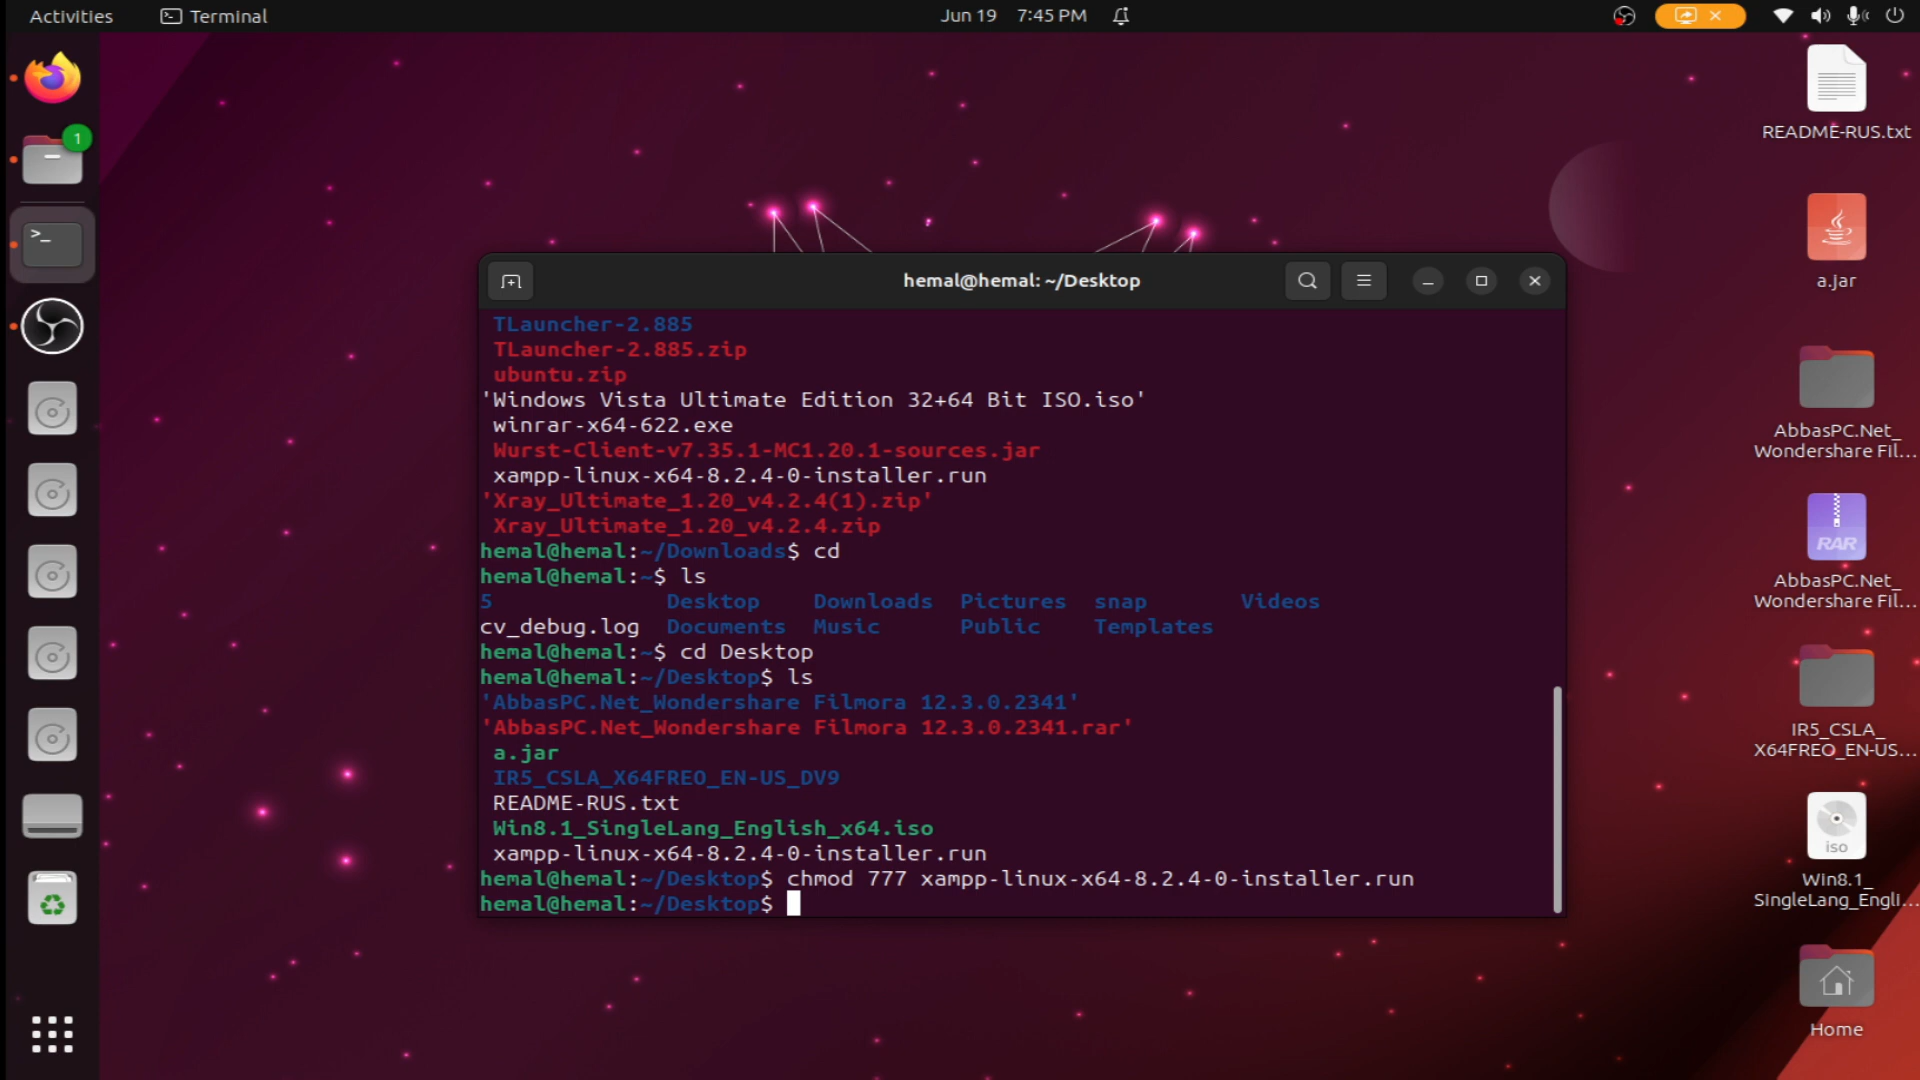 Activities
Terminal
Jun 19 7:45 PM
1
>_
hemal@hemal: ~/Desktop
TLauncher-2.885
TLauncher-2.885.zip
ubuntu.zip
'Windows Vista Ultimate Edition 32+64 Bit ISO.iso'
winrar-x64-622.exe
Wurst-Client-v7.35.1-MC1.20.1-sources.jar
xampp-linux-x64-8.2.4-0-installer.run
'Xray_Ultimate_1.20_v4.2.4(1).zip'
Xray_Ultimate_1.20_v4.2.4.zip
hemal@hemal:~/Downloads$ cd
hemal@hemal:~$ ls
5 Desktop Downloads Pictures snap Videos
cv_debug.log Documents Music Public Templates
hemal@hemal:~$ cd Desktop
hemal@hemal:~/Desktop$ ls
'AbbasPC.Net_Wondershare Filmora 12.3.0.2341'
'AbbasPC.Net_Wondershare Filmora 12.3.0.2341.rar'
a.jar
IR5_CSLA_X64FREO_EN-US_DV9
README-RUS.txt
Win8.1_SingleLang_English_x64.iso
xampp-linux-x64-8.2.4-0-installer.run
hemal@hemal:~/Desktop$ chmod 777 xampp-linux-x64-8.2.4-0-installer.run
hemal@hemal:~/Desktop$
README-RUS.txt
a.jar
AbbasPC.Net_
Wondershare Fil...
RAR
AbbasPC.Net_
Wondershare Fil...
IR5_CSLA_
X64FREO_EN-US...
iso
Win8.1_
SingleLang_Engli...
Home